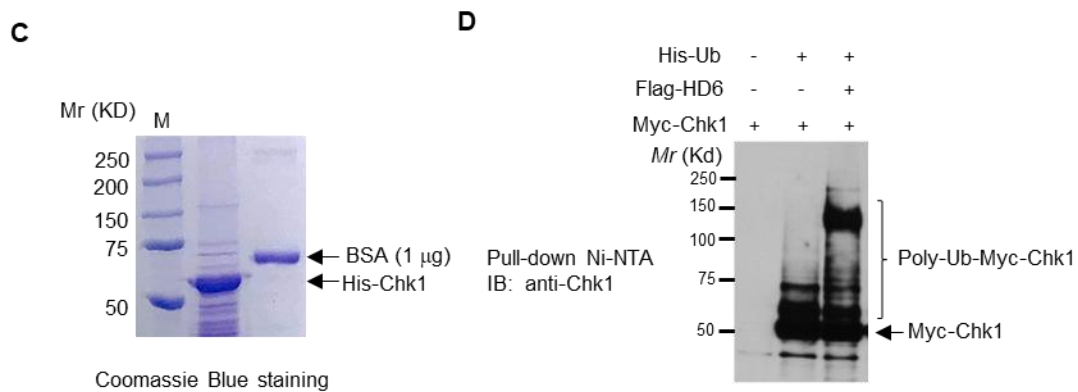 C
Mr (KD)
M
250
200
150
75
50
BSA (1 µg)
His-Chk1
Coomassie Blue staining
D
His-Ub - + +
Flag-HD6 - - +
Myc-Chk1 + + +
Mr (Kd)
250
150
100
75
50
Pull-down Ni-NTA
IB: anti-Chk1
Poly-Ub-Myc-Chk1
Myc-Chk1